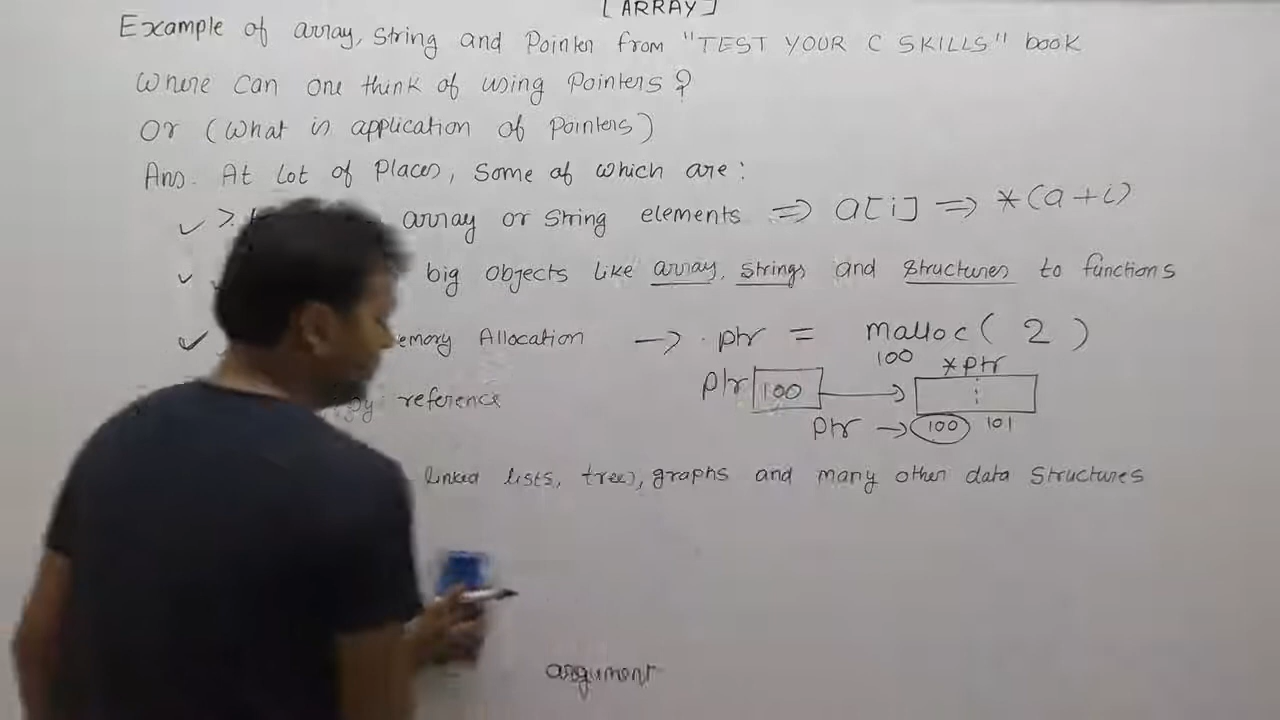 [ ARRAY ]
Example of array, String and Pointer from "TEST YOUR C SKILLS" book
Where can one think of using Pointers?
Or (What is application of Pointers)
Ans. At Lot of Places, Some of which are:
✓ > array or String elements => a[i] => *(a+i)
✓ big objects like array, Strings and Structures to functions
✓ emory Allocation -> ptr = malloc( 2 )
100 *ptr
ptr 100
by reference
ptr -> 100 101
linked lists, trees, graphs and many other data Structures
argument